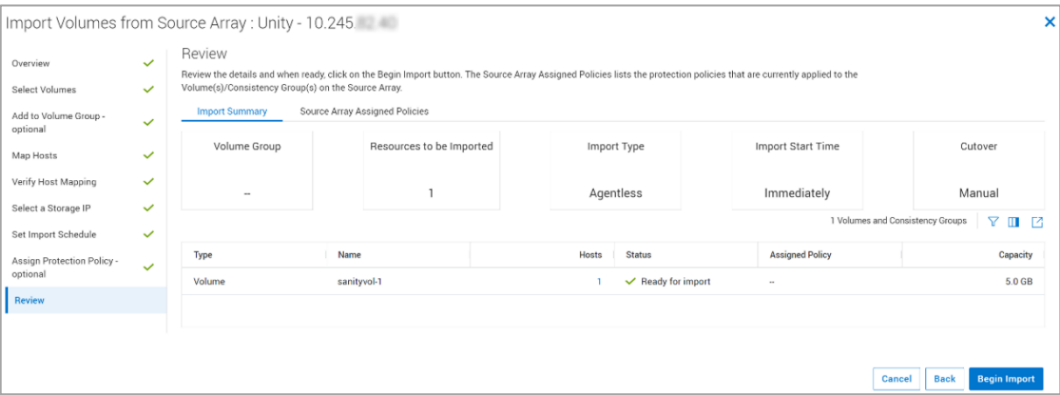 Import Volumes from Source Array : Unity - 10.245.
Overview
Select Volumes
Add to Volume Group -
optional
Map Hosts
Verify Host Mapping
Select a Storage IP
Set Import Schedule
Assign Protection Policy -
optional
Review
Review
Review the details and when ready, click on the Begin Import button. The Source Array Assigned Policies lists the protection policies that are currently applied to the
Volume(s)/Consistency Group(s) on the Source Array.
Import Summary Source Array Assigned Policies
Volume Group Resources to be Imported Import Type Import Start Time Cutover
-- 1 Agentless Immediately Manual
1 Volumes and Consistency Groups
Type Name Hosts Status Assigned Policy Capacity
Volume sanityvol-1 1 Ready for import -- 5.0 GB
Cancel Back Begin Import